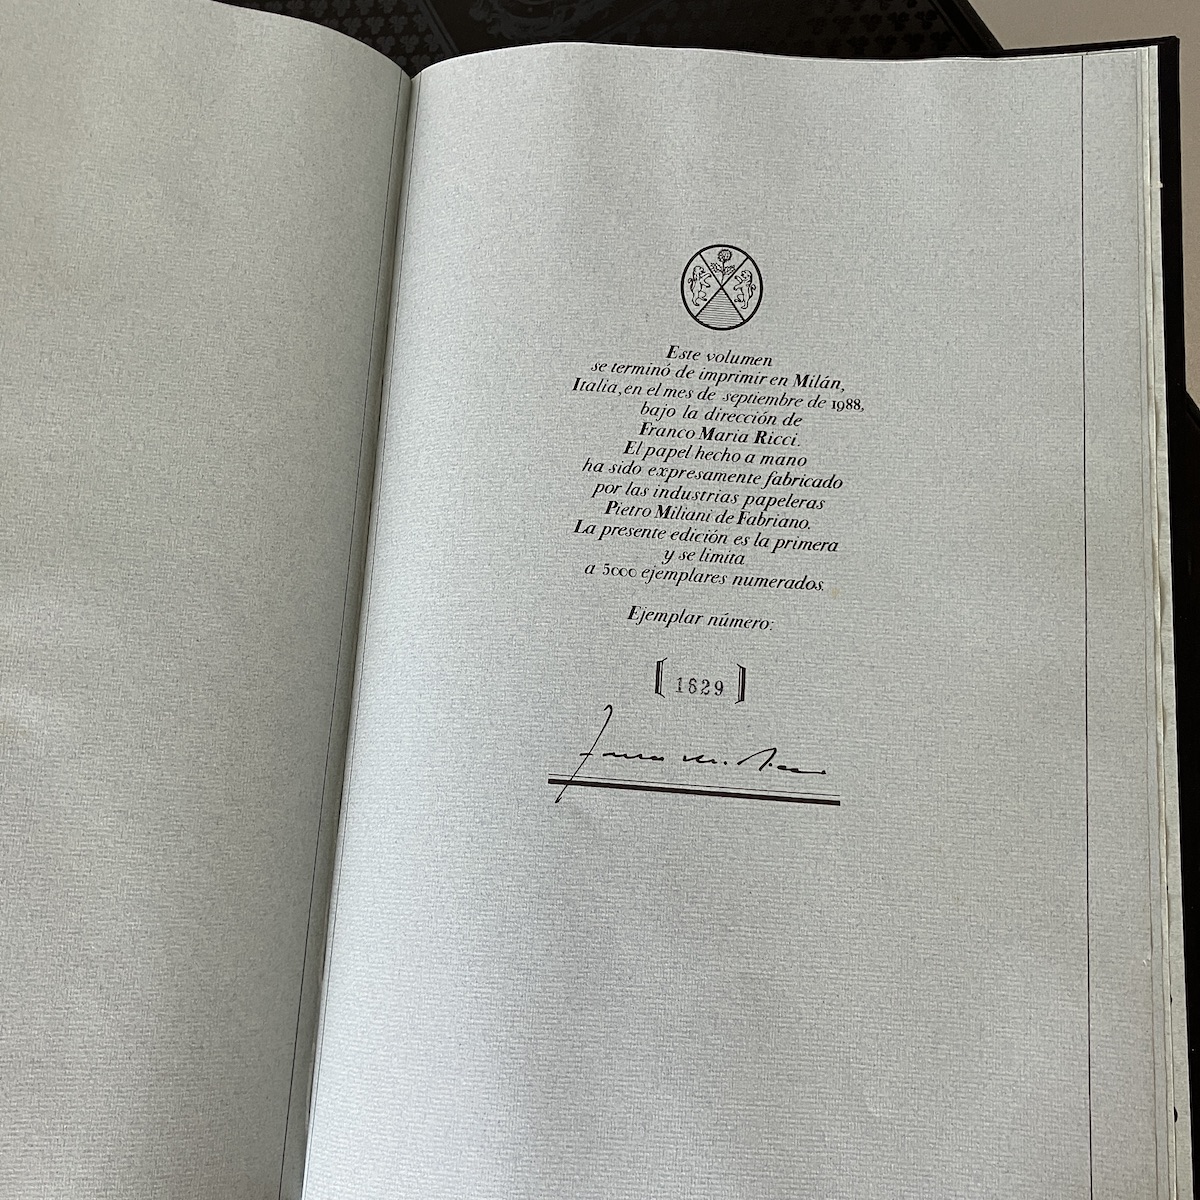 Este volumen
se terminó de imprimir en Milán,
Italia, en el mes de septiembre de 1988,
bajo la dirección de
Franco Maria Ricci.
El papel hecho a mano
ha sido expresamente fabricado
por las industrias papeleras
Pietro Miliani de Fabriano.
La presente edición es la primera
y se limita
a 5000 ejemplares numerados.
Ejemplar número:
[1629]
Franco M. Ricci